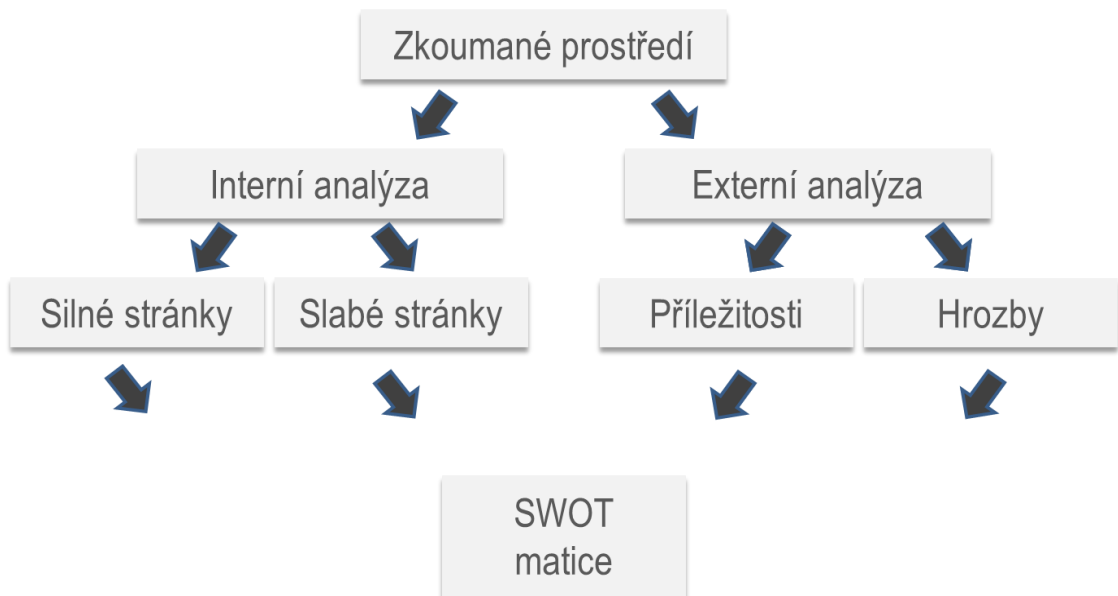 Zkoumané prostředí
Interní analýza
Externí analýza
Silné stránky
Slabé stránky
Příležitosti
Hrozby
SWOT
matice